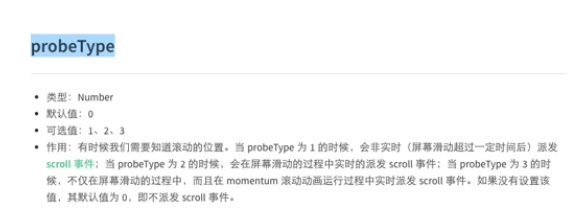 probeType
类型：Number
默认值：0
可选值：1、2、3
作用：有时候我们需要知道滚动的位置。当 probeType 为 1 的时候，会非实时（屏幕滑动超过一定时间后）派发
scroll 事件；当 probeType 为 2 的时候，会在屏幕滑动的过程中实时的派发 scroll 事件；当 probeType 为 3 的时
候，不仅在屏幕滑动的过程中，而且在 momentum 滚动动画运行过程中实时派发 scroll 事件。如果没有设置该
值，其默认值为 0，即不派发 scroll 事件。